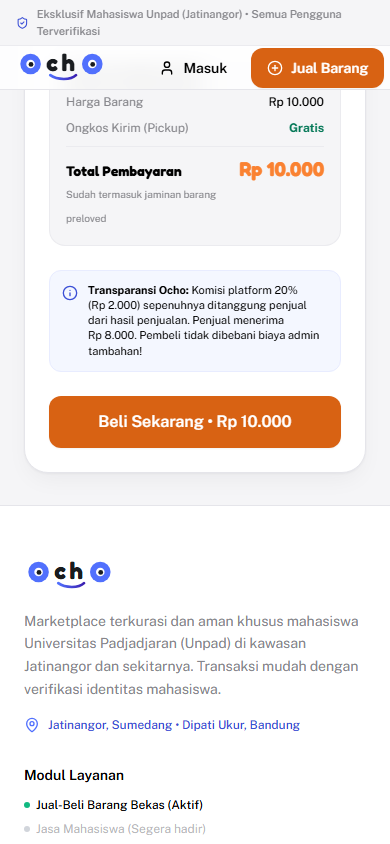 Eksklusif Mahasiswa Unpad (Jatinangor) • Semua Pengguna
Terverifikasi
ocho
Masuk
Jual Barang
Harga Barang Rp 10.000
Ongkos Kirim (Pickup) Gratis
Total Pembayaran Rp 10.000
Sudah termasuk jaminan barang
preloved
Transparansi Ocho: Komisi platform 20%
(Rp 2.000) sepenuhnya ditanggung penjual
dari hasil penjualan. Penjual menerima
Rp 8.000. Pembeli tidak dibebani biaya admin
tambahan!
Beli Sekarang • Rp 10.000
ocho
Marketplace terkurasi dan aman khusus mahasiswa
Universitas Padjadjaran (Unpad) di kawasan
Jatinangor dan sekitarnya. Transaksi mudah dengan
verifikasi identitas mahasiswa.
Jatinangor, Sumedang • Dipati Ukur, Bandung
Modul Layanan
Jual-Beli Barang Bekas (Aktif)
Jasa Mahasiswa (Segera hadir)